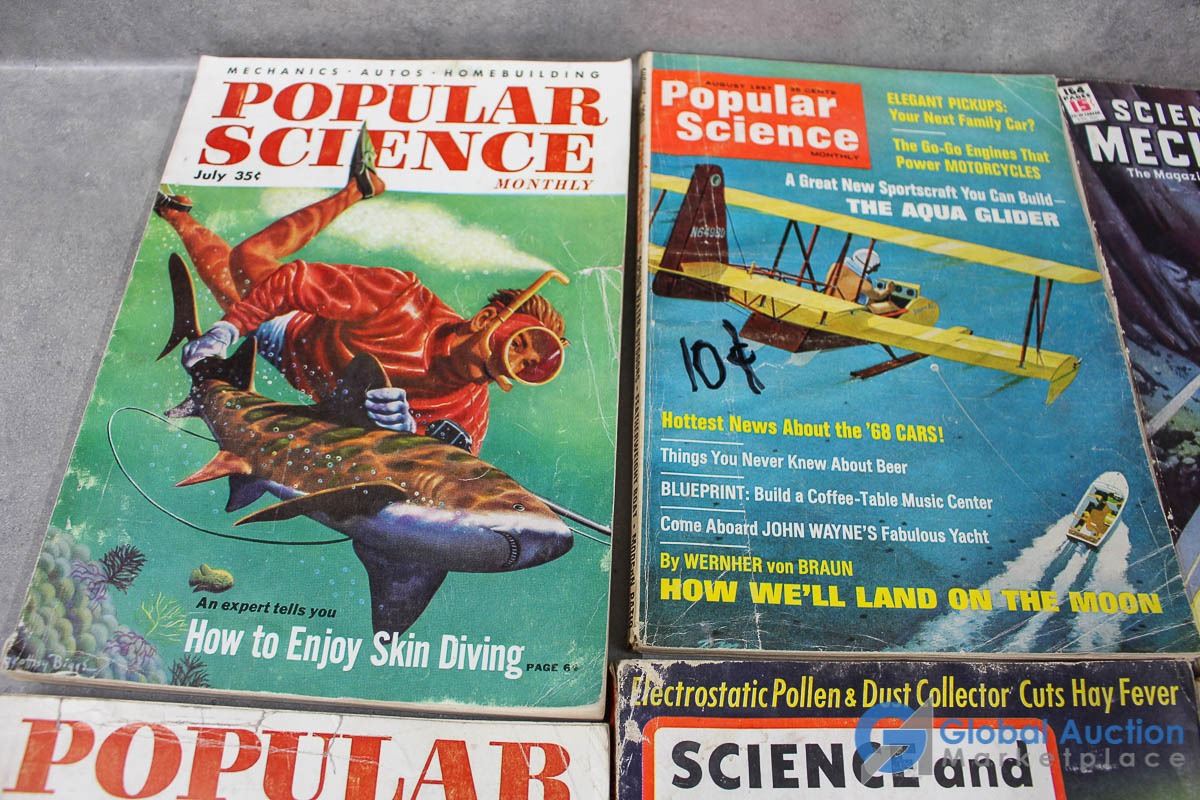 MECHANICS · AUTOS · HOMEBUILDING
POPULAR
SCIENCE
MONTHLY
July 35¢
An expert tells you
How to Enjoy Skin Diving
PAGE
AUGUST 1967 35 CENTS
Popular
Science
MONTHLY
ELEGANT PICKUPS:
Your Next Family Car?
The Go-Go Engines That
Power MOTORCYCLES
A Great New Sportscraft You Can Build—
THE AQUA GLIDER
10¢
Hottest News About the '68 CARS!
Things You Never Knew About Beer
BLUEPRINT: Build a Coffee-Table Music Center
Come Aboard JOHN WAYNE'S Fabulous Yacht
By WERNHER von BRAUN
HOW WE'LL LAND ON THE MOON
164
PAGES
15¢
SCIEN
MEC
The Magazi
POPULAR
Electrostatic Pollen & Dust Collector Cuts Hay Fever
SCIENCE and
Global Auction
Marketplace